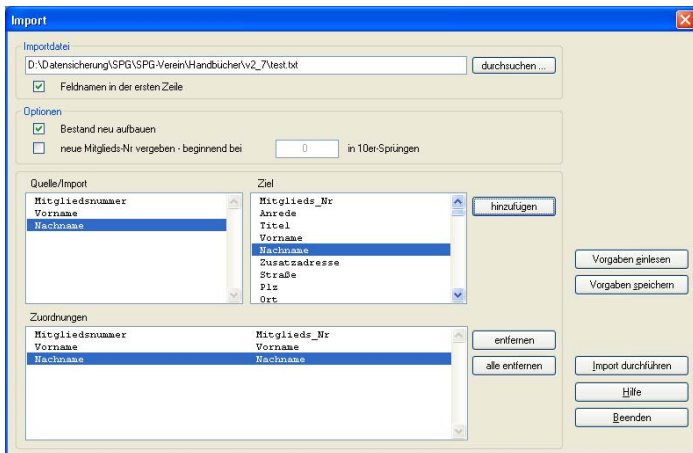 Import
Importdatei
D:\Datensicherung\SPG\SPG-Verein\Handbücher\v2_7\test.txt
durchsuchen ...
Feldnamen in der ersten Zeile
Optionen
Bestand neu aufbauen
neue Mitglieds-Nr vergeben - beginnend bei 0 in 10er-Sprüngen
Quelle/Import
Mitgliedsnummer
Vorname
Nachname
Ziel
Mitglieds_Nr
Anrede
Titel
Vorname
Nachname
Zusatzadresse
Straße
Plz
Ort
hinzufügen
Vorgaben einlesen
Vorgaben speichern
Zuordnungen
Mitgliedsnummer Mitglieds_Nr
Vorname Vorname
Nachname Nachname
entfernen
alle entfernen
Import durchführen
Hilfe
Beenden